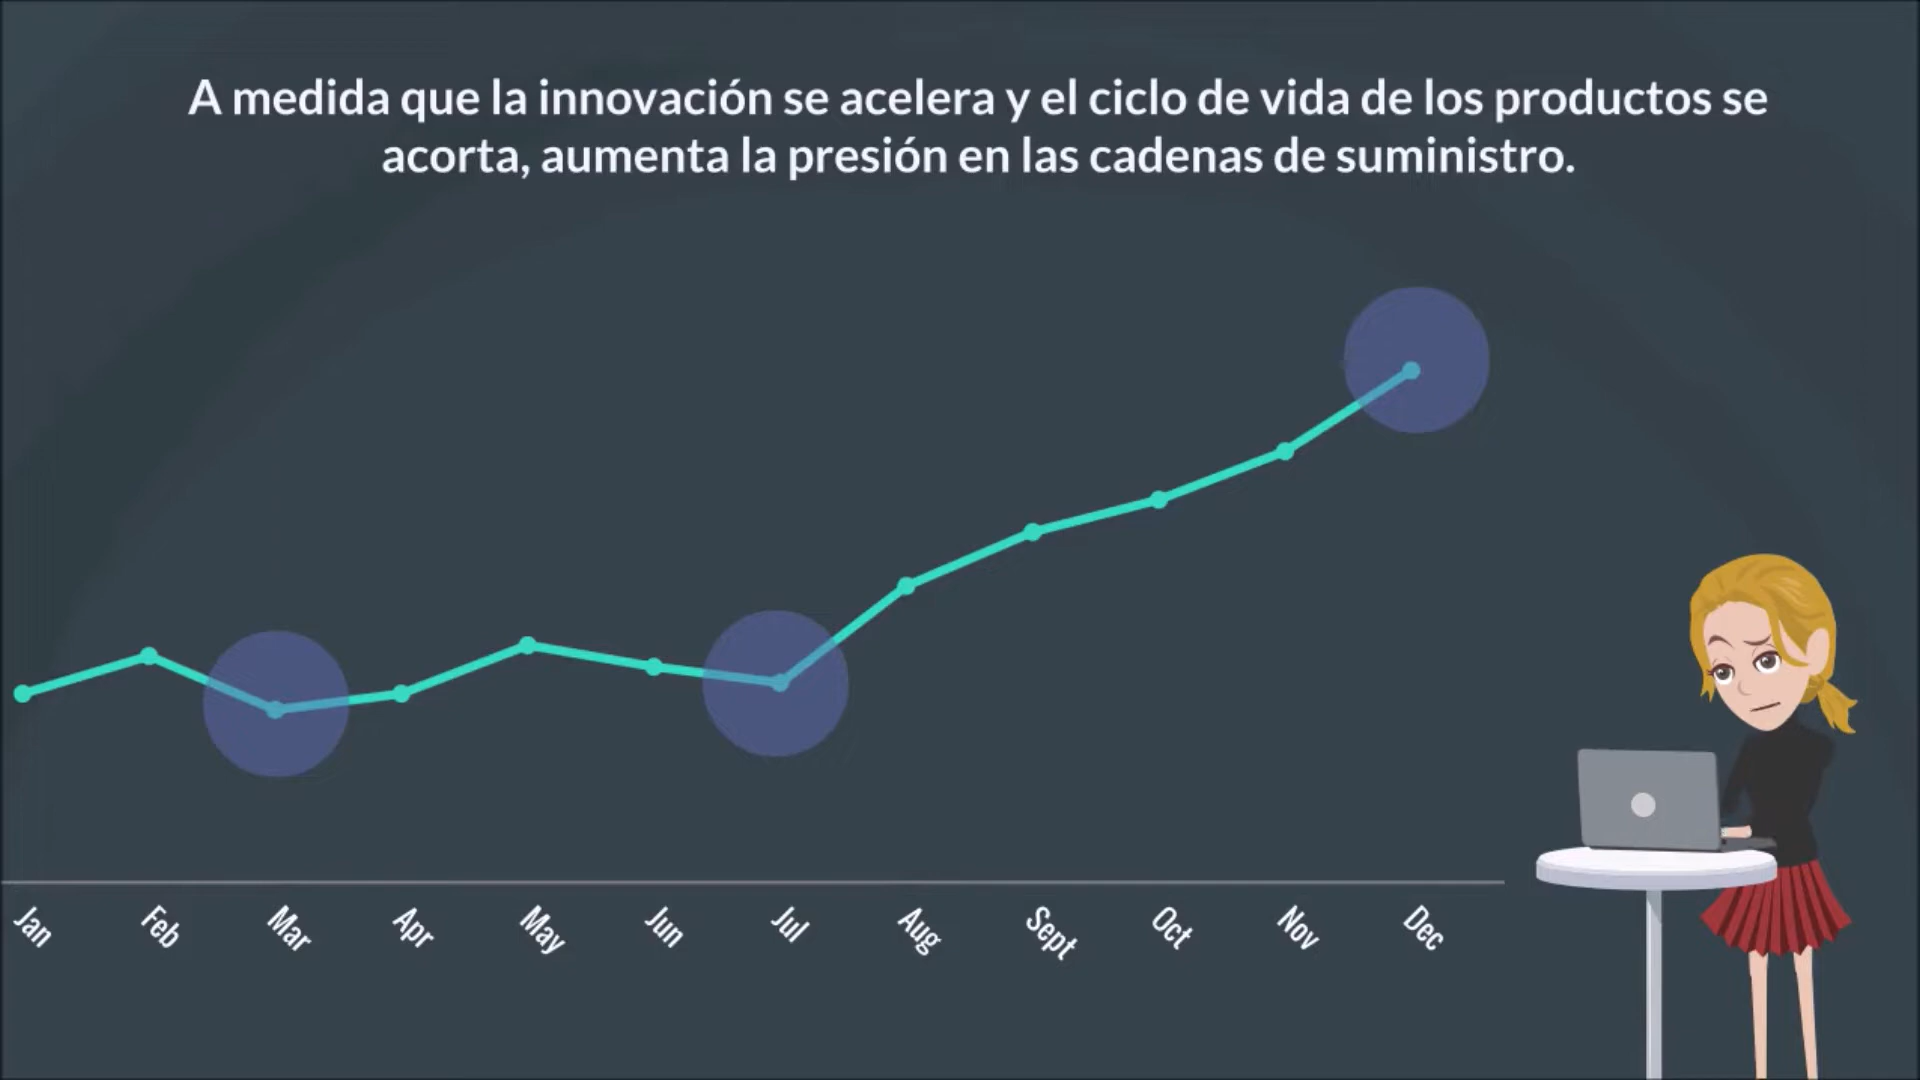 A medida que la innovación se acelera y el ciclo de vida de los productos se
acorta, aumenta la presión en las cadenas de suministro.
Jan Feb Mar Apr May Jun Jul Aug Sept Oct Nov Dec